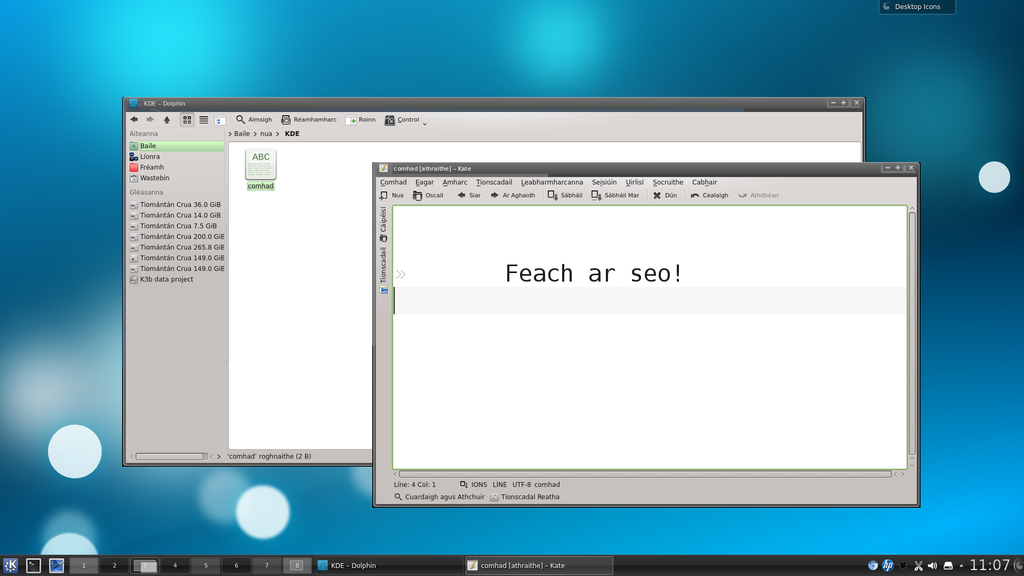 Desktop Icons
KDE – Dolphin
Aimsigh Réamhamharc Roinn Control
Áiteanna
Baile
Líonra
Fréamh
Wastebin
Gléasanna
Tiomántán Crua 36.0 GiB
Tiomántán Crua 14.0 GiB
Tiomántán Crua 7.5 GiB
Tiomántán Crua 200.0 GiB
Tiomántán Crua 265.8 GiB
Tiomántán Crua 149.0 GiB
Tiomántán Crua 149.0 GiB
K3b data project
Baile nua KDE
ABC
comhad
'comhad' roghnaithe (2 B)
comhad [athraithe] – Kate
Comhad Eagar Amharc Tionscadail Leabharmharcanna Seisiúin Uirlisí Socruithe Cabhair
Nua Oscail Siar Ar Aghaidh Sábháil Sábháil Mar Dún Cealaigh Athdhéan
Cáipéisí
Tionscadail
Feach ar seo!
Líne: 4 Col: 1 IONS LÍNE UTF-8 comhad
Cuardaigh agus Athchuir Tionscadal Reatha
1 2 3 4 5 6 7 8 KDE – Dolphin comhad [athraithe] – Kate hp 11:07